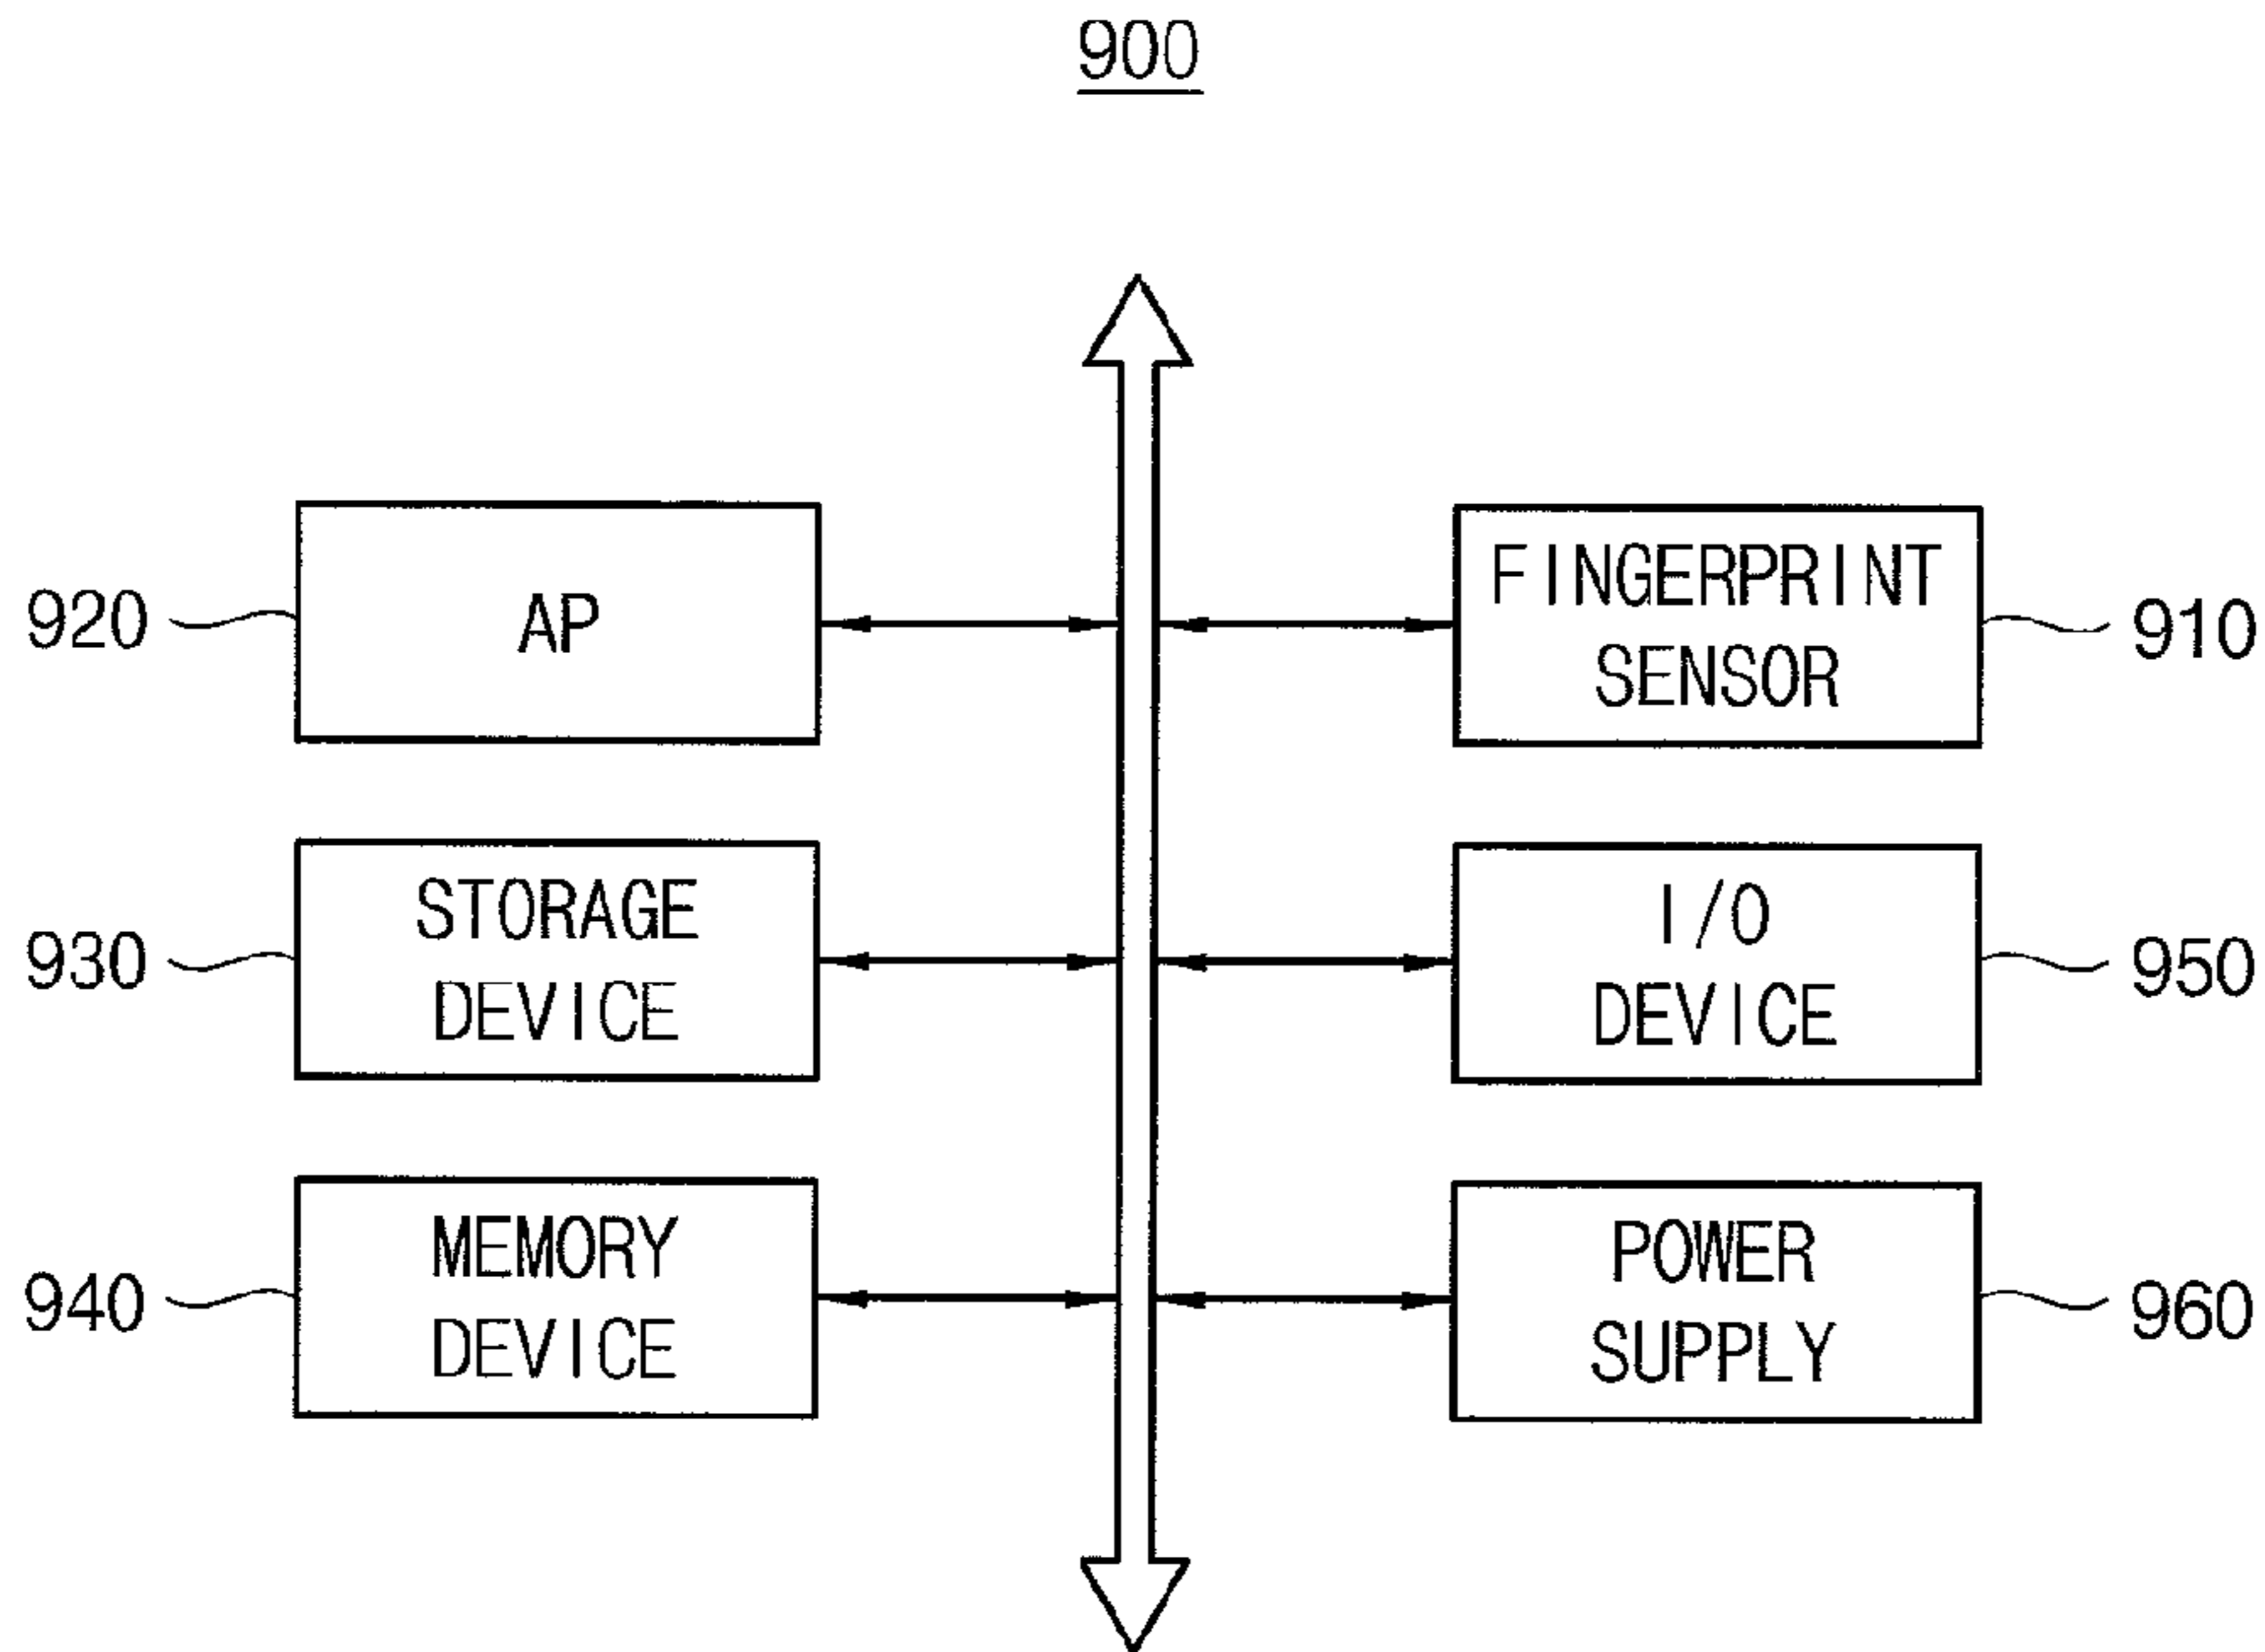 900
920
AP
FINGERPRINT
SENSOR
910
930
STORAGE
DEVICE
I/O
DEVICE
950
940
MEMORY
DEVICE
POWER
SUPPLY
960